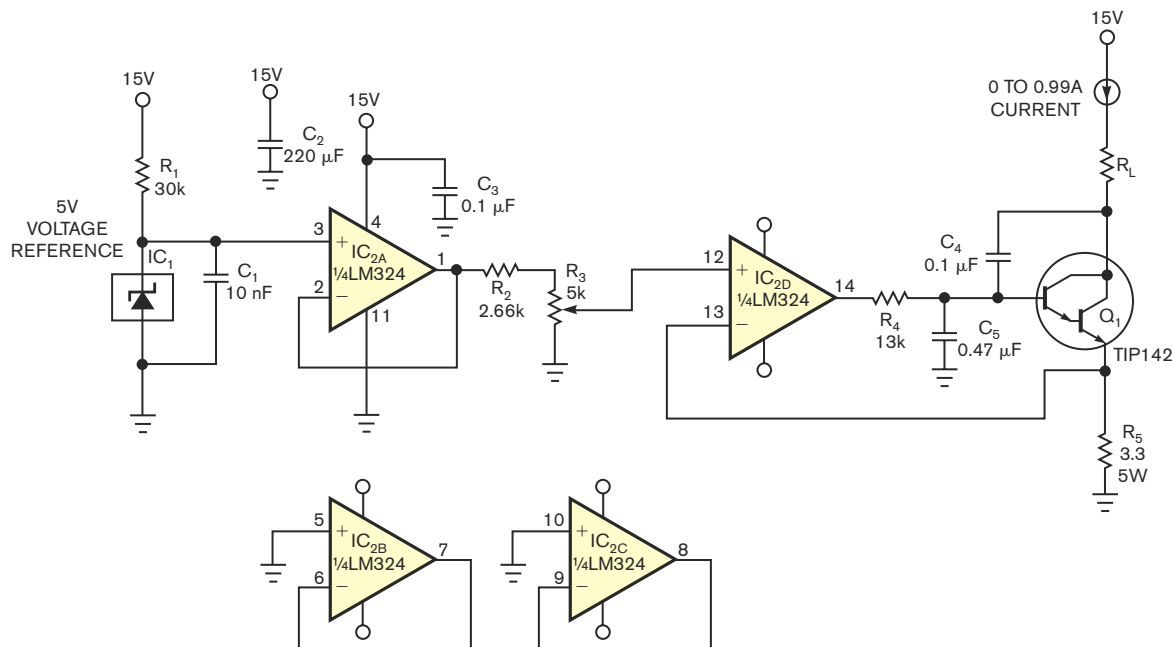 15V
R1
30k
5V
VOLTAGE
REFERENCE
IC1
C1
10 nF
15V
C2
220 µF
15V
C3
0.1 µF
4
3
+
IC2A
¼LM324
2
−
1
11
R2
2.66k
R3
5k
12
+
IC2D
¼LM324
13
−
14
R4
13k
C4
0.1 µF
C5
0.47 µF
15V
0 TO 0.99A
CURRENT
RL
Q1
TIP142
R5
3.3
5W
5
+
IC2B
¼LM324
6
−
7
10
+
IC2C
¼LM324
9
−
8